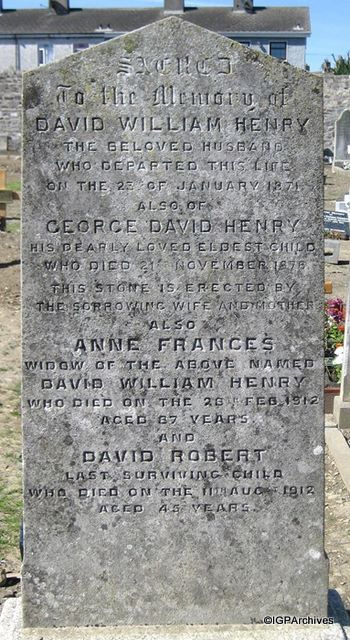 SACRED
To the Memory of
DAVID WILLIAM HENRY
THE BELOVED HUSBAND
WHO DEPARTED THIS LIFE
ON THE 23RD OF JANUARY 1871
ALSO OF
GEORGE DAVID HENRY
HIS DEARLY LOVED ELDEST CHILD
WHO DIED 21ST NOVEMBER 1876
THIS STONE IS ERECTED BY
THE SORROWING WIFE AND MOTHER
ALSO
ANNE FRANCES
WIDOW OF THE ABOVE NAMED
DAVID WILLIAM HENRY
WHO DIED ON THE 28TH FEB. 1912
AGED 67 YEARS
AND
DAVID ROBERT
LAST SURVIVING CHILD
WHO DIED ON THE 11TH AUGT 1912
AGED 45 YEARS.
©IGPArchives